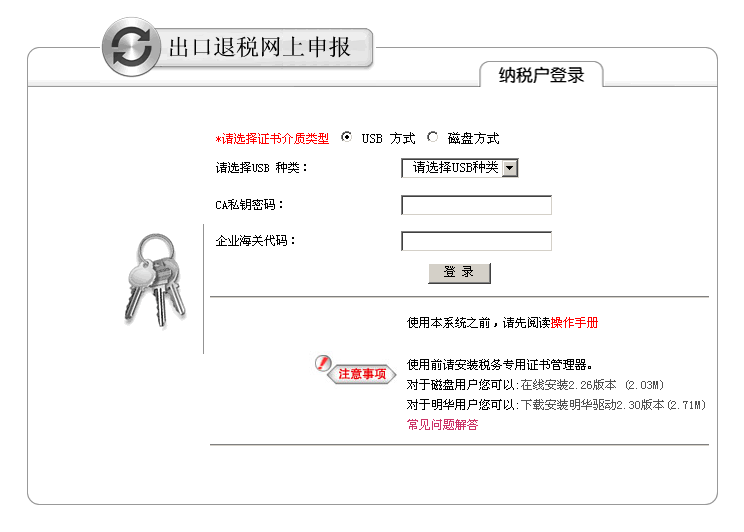 出口退税网上申报
纳税户登录
*请选择证书介质类型 USB 方式 磁盘方式
请选择USB 种类： 请选择USB种类
CA私钥密码：
企业海关代码：
登 录
使用本系统之前，请先阅读操作手册
注意事项
使用前请安装税务专用证书管理器。
对于磁盘用户您可以:在线安装2.26版本 (2.03M)
对于明华用户您可以:下载安装明华驱动2.30版本(2.71M)
常见问题解答